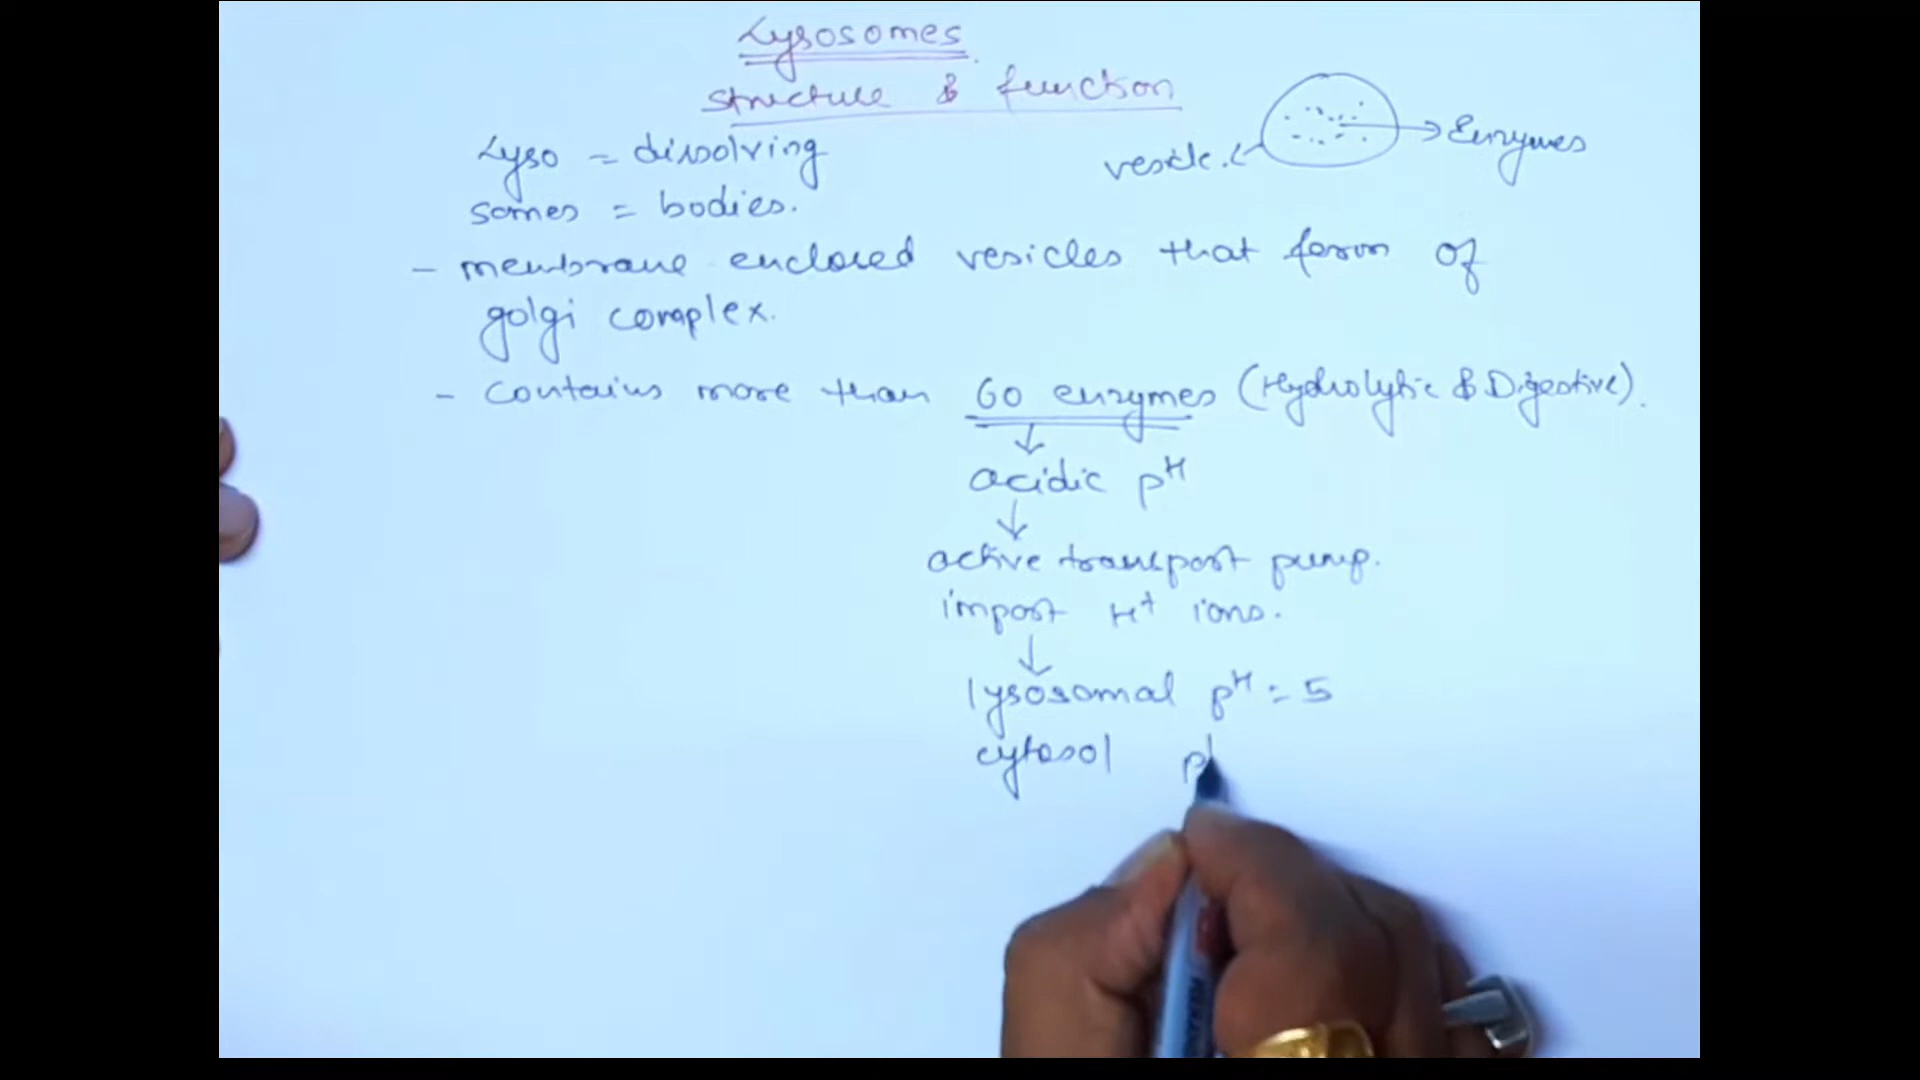 Lysosomes
structure & function
Lyso = dissolving
somes = bodies.
vesicle.
Enzymes
- membrane enclosed vesicles that form of
golgi complex.
- contains more than 60 enzymes (Hydrolytic & Digestive).
acidic pH
active transport pump.
import H+ ions.
lysosomal pH = 5
cytosol p